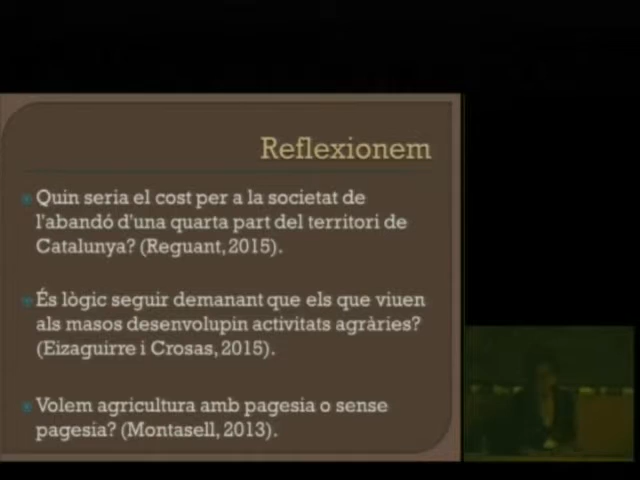 Reflexionem
Quin seria el cost per a la societat de
l'abandó d'una quarta part del territori de
Catalunya? (Reguant, 2015).
És lògic seguir demanant que els que viuen
als masos desenvolupin activitats agràries?
(Eizaguirre i Crosas, 2015).
Volem agricultura amb pagesia o sense
pagesia? (Montasell, 2013).